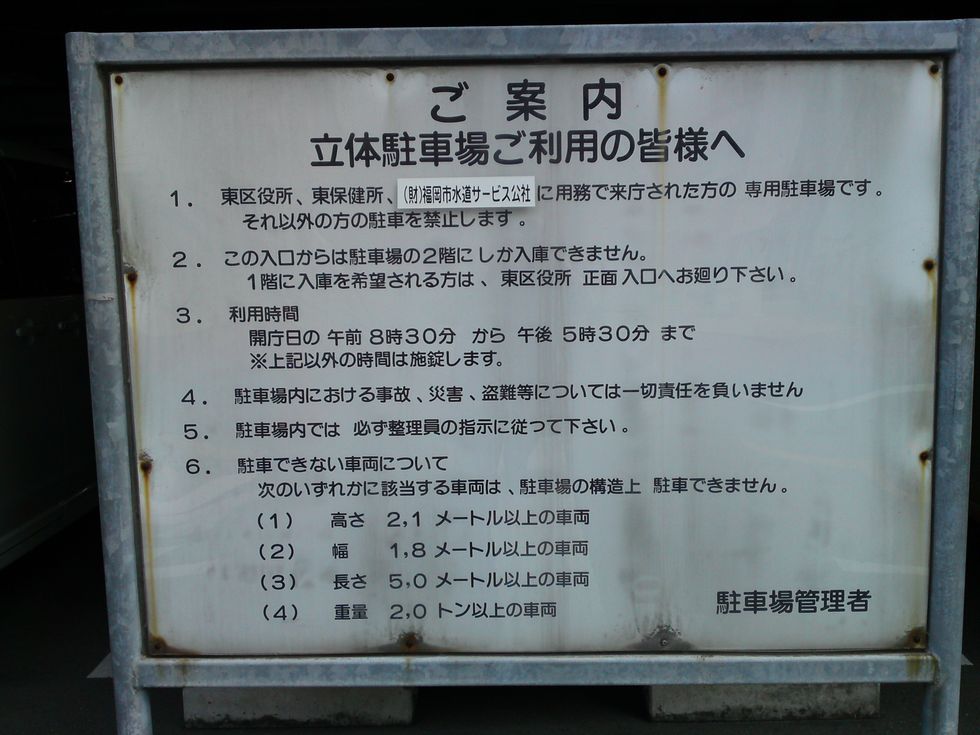 ご案内
立体駐車場ご利用の皆様へ
1. 東区役所、東保健所、(財)福岡市水道サービス公社に用務で来庁された方の 専用駐車場です。
それ以外の方の駐車を禁止します。
2. この入口からは駐車場の2階にしか入庫できません。
1階に入庫を希望される方は、東区役所 正面入口へお廻り下さい。
3. 利用時間
開庁日の 午前 8時30分 から 午後 5時30分 まで
※上記以外の時間は施錠します。
4. 駐車場内における事故、災害、盗難等については一切責任を負いません
5. 駐車場内では 必ず整理員の指示に従つて下さい。
6. 駐車できない車両について
次のいずれかに該当する車両は、駐車場の構造上 駐車できません。
(1) 高さ 2,1 メートル以上の車両
(2) 幅 1,8 メートル以上の車両
(3) 長さ 5,0 メートル以上の車両
(4) 重量 2,0 トン以上の車両
駐車場管理者